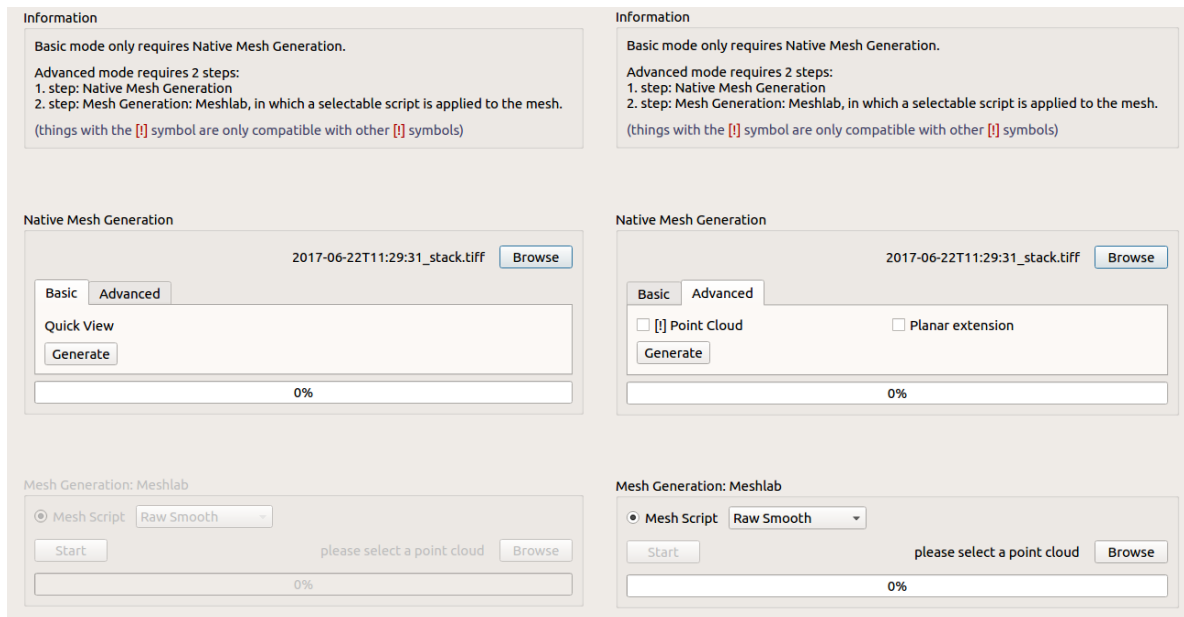 Information
Basic mode only requires Native Mesh Generation.
Advanced mode requires 2 steps:
1. step: Native Mesh Generation
2. step: Mesh Generation: Meshlab, in which a selectable script is applied to the mesh.
(things with the [!] symbol are only compatible with other [!] symbols)
Native Mesh Generation
2017-06-22T11:29:31_stack.tiff Browse
Basic Advanced
Quick View
Generate
0%
Mesh Generation: Meshlab
Mesh Script Raw Smooth
Start please select a point cloud Browse
0%
Information
Basic mode only requires Native Mesh Generation.
Advanced mode requires 2 steps:
1. step: Native Mesh Generation
2. step: Mesh Generation: Meshlab, in which a selectable script is applied to the mesh.
(things with the [!] symbol are only compatible with other [!] symbols)
Native Mesh Generation
2017-06-22T11:29:31_stack.tiff Browse
Basic Advanced
[!] Point Cloud Planar extension
Generate
0%
Mesh Generation: Meshlab
Mesh Script Raw Smooth
Start please select a point cloud Browse
0%